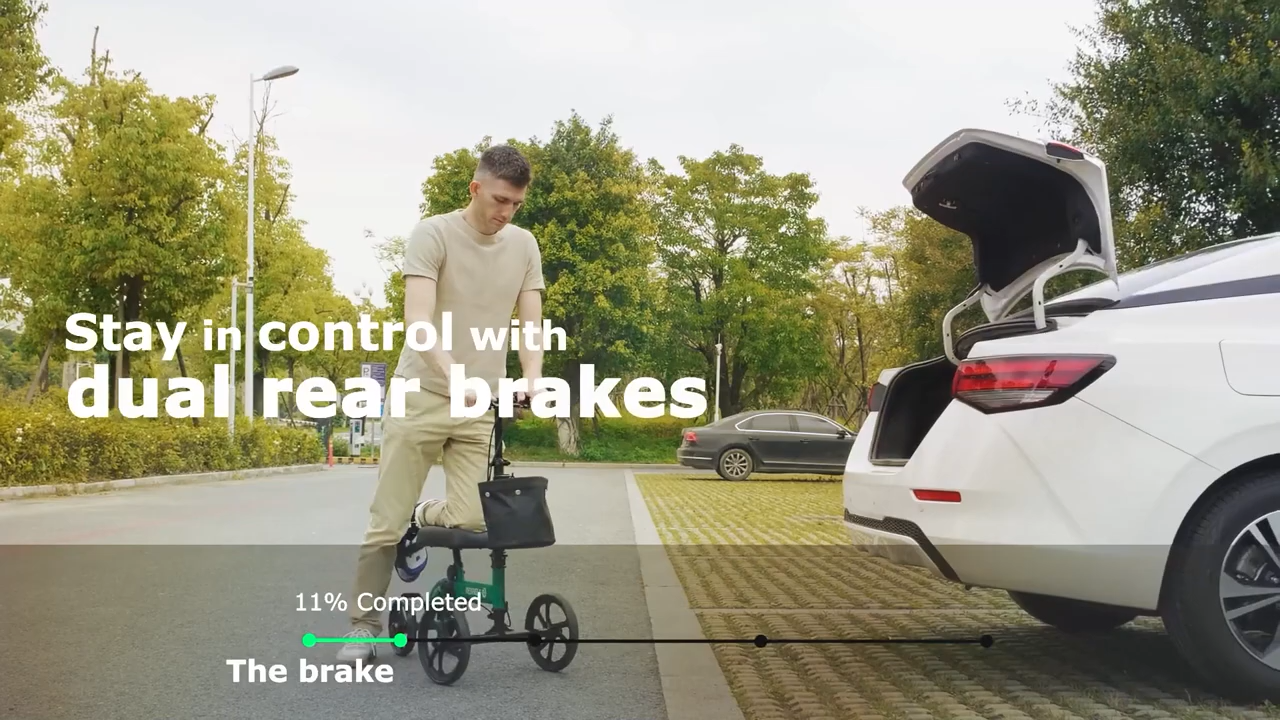 Stay in control with
dual rear brakes
11% Completed
The brake